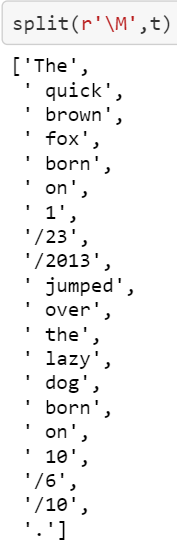 split(r'\M',t)
['The',
' quick',
' brown',
' fox',
' born',
' on',
' 1',
'/23',
'/2013',
' jumped',
' over',
' the',
' lazy',
' dog',
' born',
' on',
' 10',
'/6',
'/10',
'.']